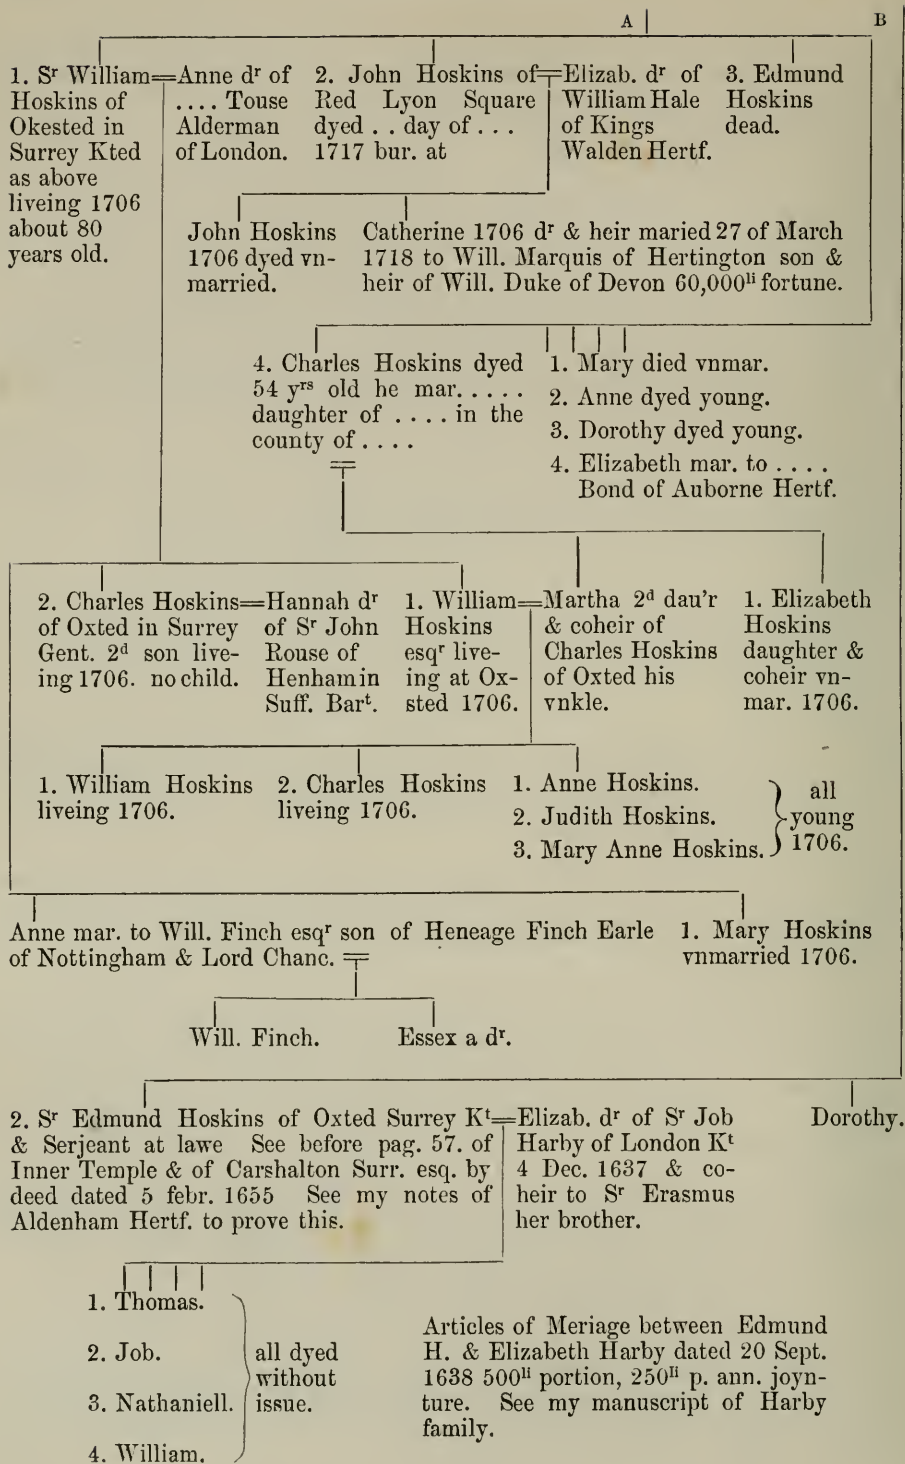 A B
1. Sʳ William=Anne dʳ of 2. John Hoskins of=Elizab. dʳ of 3. Edmund
Hoskins of .... Touse Red Lyon Square William Hale Hoskins
Okested in Alderman dyed . . day of . . . of Kings dead.
Surrey Kted of London. 1717 bur. at Walden Hertf.
as above
liveing 1706
about 80
years old.
John Hoskins Catherine 1706 dʳ & heir maried 27 of March
1706 dyed vn- 1718 to Will. Marquis of Hertington son &
married. heir of Will. Duke of Devon 60,000ˡⁱ fortune.
4. Charles Hoskins dyed 1. Mary died vnmar.
54 yʳˢ old he mar. . . . . 2. Anne dyed young.
daughter of . . . . in the 3. Dorothy dyed young.
county of . . . . 4. Elizabeth mar. to . . . .
Bond of Auborne Hertf.
2. Charles Hoskins=Hannah dʳ 1. William=Martha 2ᵈ dau'r 1. Elizabeth
of Oxted in Surrey of Sʳ John Hoskins & coheir of Hoskins
Gent. 2ᵈ son live- Rouse of esqʳ live- Charles Hoskins daughter &
ing 1706. no child. Henham in ing at Ox- of Oxted his coheir vn-
Suff. Barᵗ. sted 1706. vnkle. mar. 1706.
1. William Hoskins 2. Charles Hoskins 1. Anne Hoskins. all
liveing 1706. liveing 1706. 2. Judith Hoskins. young
3. Mary Anne Hoskins. 1706.
Anne mar. to Will. Finch esqʳ son of Heneage Finch Earle 1. Mary Hoskins
of Nottingham & Lord Chanc. vnmarried 1706.
Will. Finch. Essex a dʳ.
2. Sʳ Edmund Hoskins of Oxted Surrey Kᵗ=Elizab. dʳ of Sʳ Job Dorothy.
& Serjeant at lawe See before pag. 57. of Harby of London Kᵗ
Inner Temple & of Carshalton Surr. esq. by 4 Dec. 1637 & co-
deed dated 5 febr. 1655 See my notes of heir to Sʳ Erasmus
Aldenham Hertf. to prove this. her brother.
1. Thomas.
2. Job. all dyed
3. Nathaniell. without
4. William. issue.
Articles of Meriage between Edmund
H. & Elizabeth Harby dated 20 Sept.
1638 500ˡⁱ portion, 250ˡⁱ p. ann. joyn-
ture. See my manuscript of Harby
family.